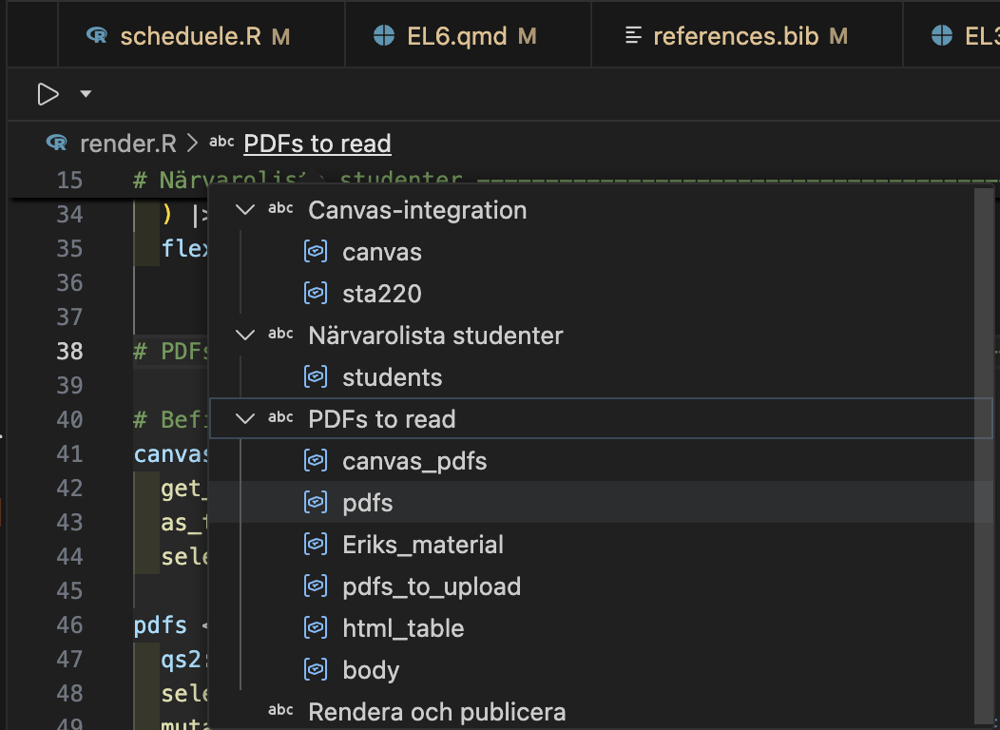 scheduele.R M EL6.qmd M references.bib M
render.R > abc PDFs to read
15 # Närvarolist studenter
abc Canvas-integration
34 ) |>
35 flex
canvas
36
sta220
37
abc Närvarolista studenter
38 # PDFs
39
students
40 # Befi
abc PDFs to read
41 canvas
canvas_pdfs
42 get_
pdfs
43 as_t
Eriks_material
44 sele
45
pdfs_to_upload
46 pdfs <
html_table
47 qs2:
body
48 sele
abc Rendera och publicera
49 muta